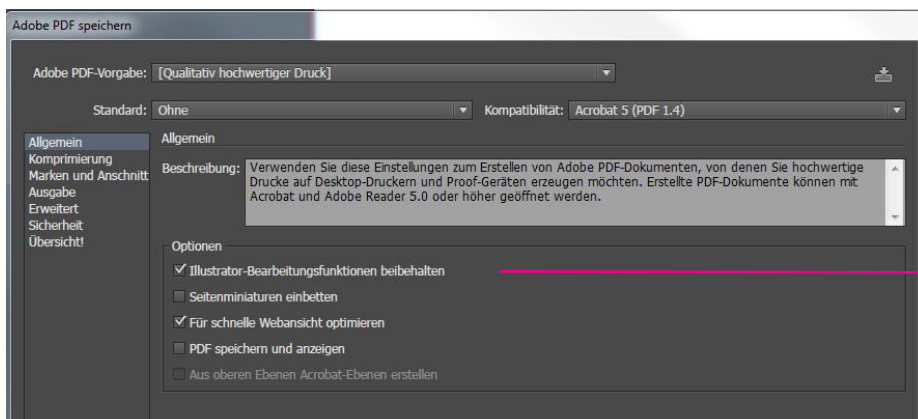 Adobe PDF speichern
Adobe PDF-Vorgabe: [Qualitativ hochwertiger Druck]
Standard: Ohne Kompatibilität: Acrobat 5 (PDF 1.4)
Allgemein
Komprimierung
Marken und Anschnitt
Ausgabe
Erweitert
Sicherheit
Übersicht!
Allgemein
Beschreibung: Verwenden Sie diese Einstellungen zum Erstellen von Adobe PDF-Dokumenten, von denen Sie hochwertige
Drucke auf Desktop-Druckern und Proof-Geräten erzeugen möchten. Erstellte PDF-Dokumente können mit
Acrobat und Adobe Reader 5.0 oder höher geöffnet werden.
Optionen
Illustrator-Bearbeitungsfunktionen beibehalten
Seitenminiaturen einbetten
Für schnelle Webansicht optimieren
PDF speichern und anzeigen
Aus oberen Ebenen Acrobat-Ebenen erstellen